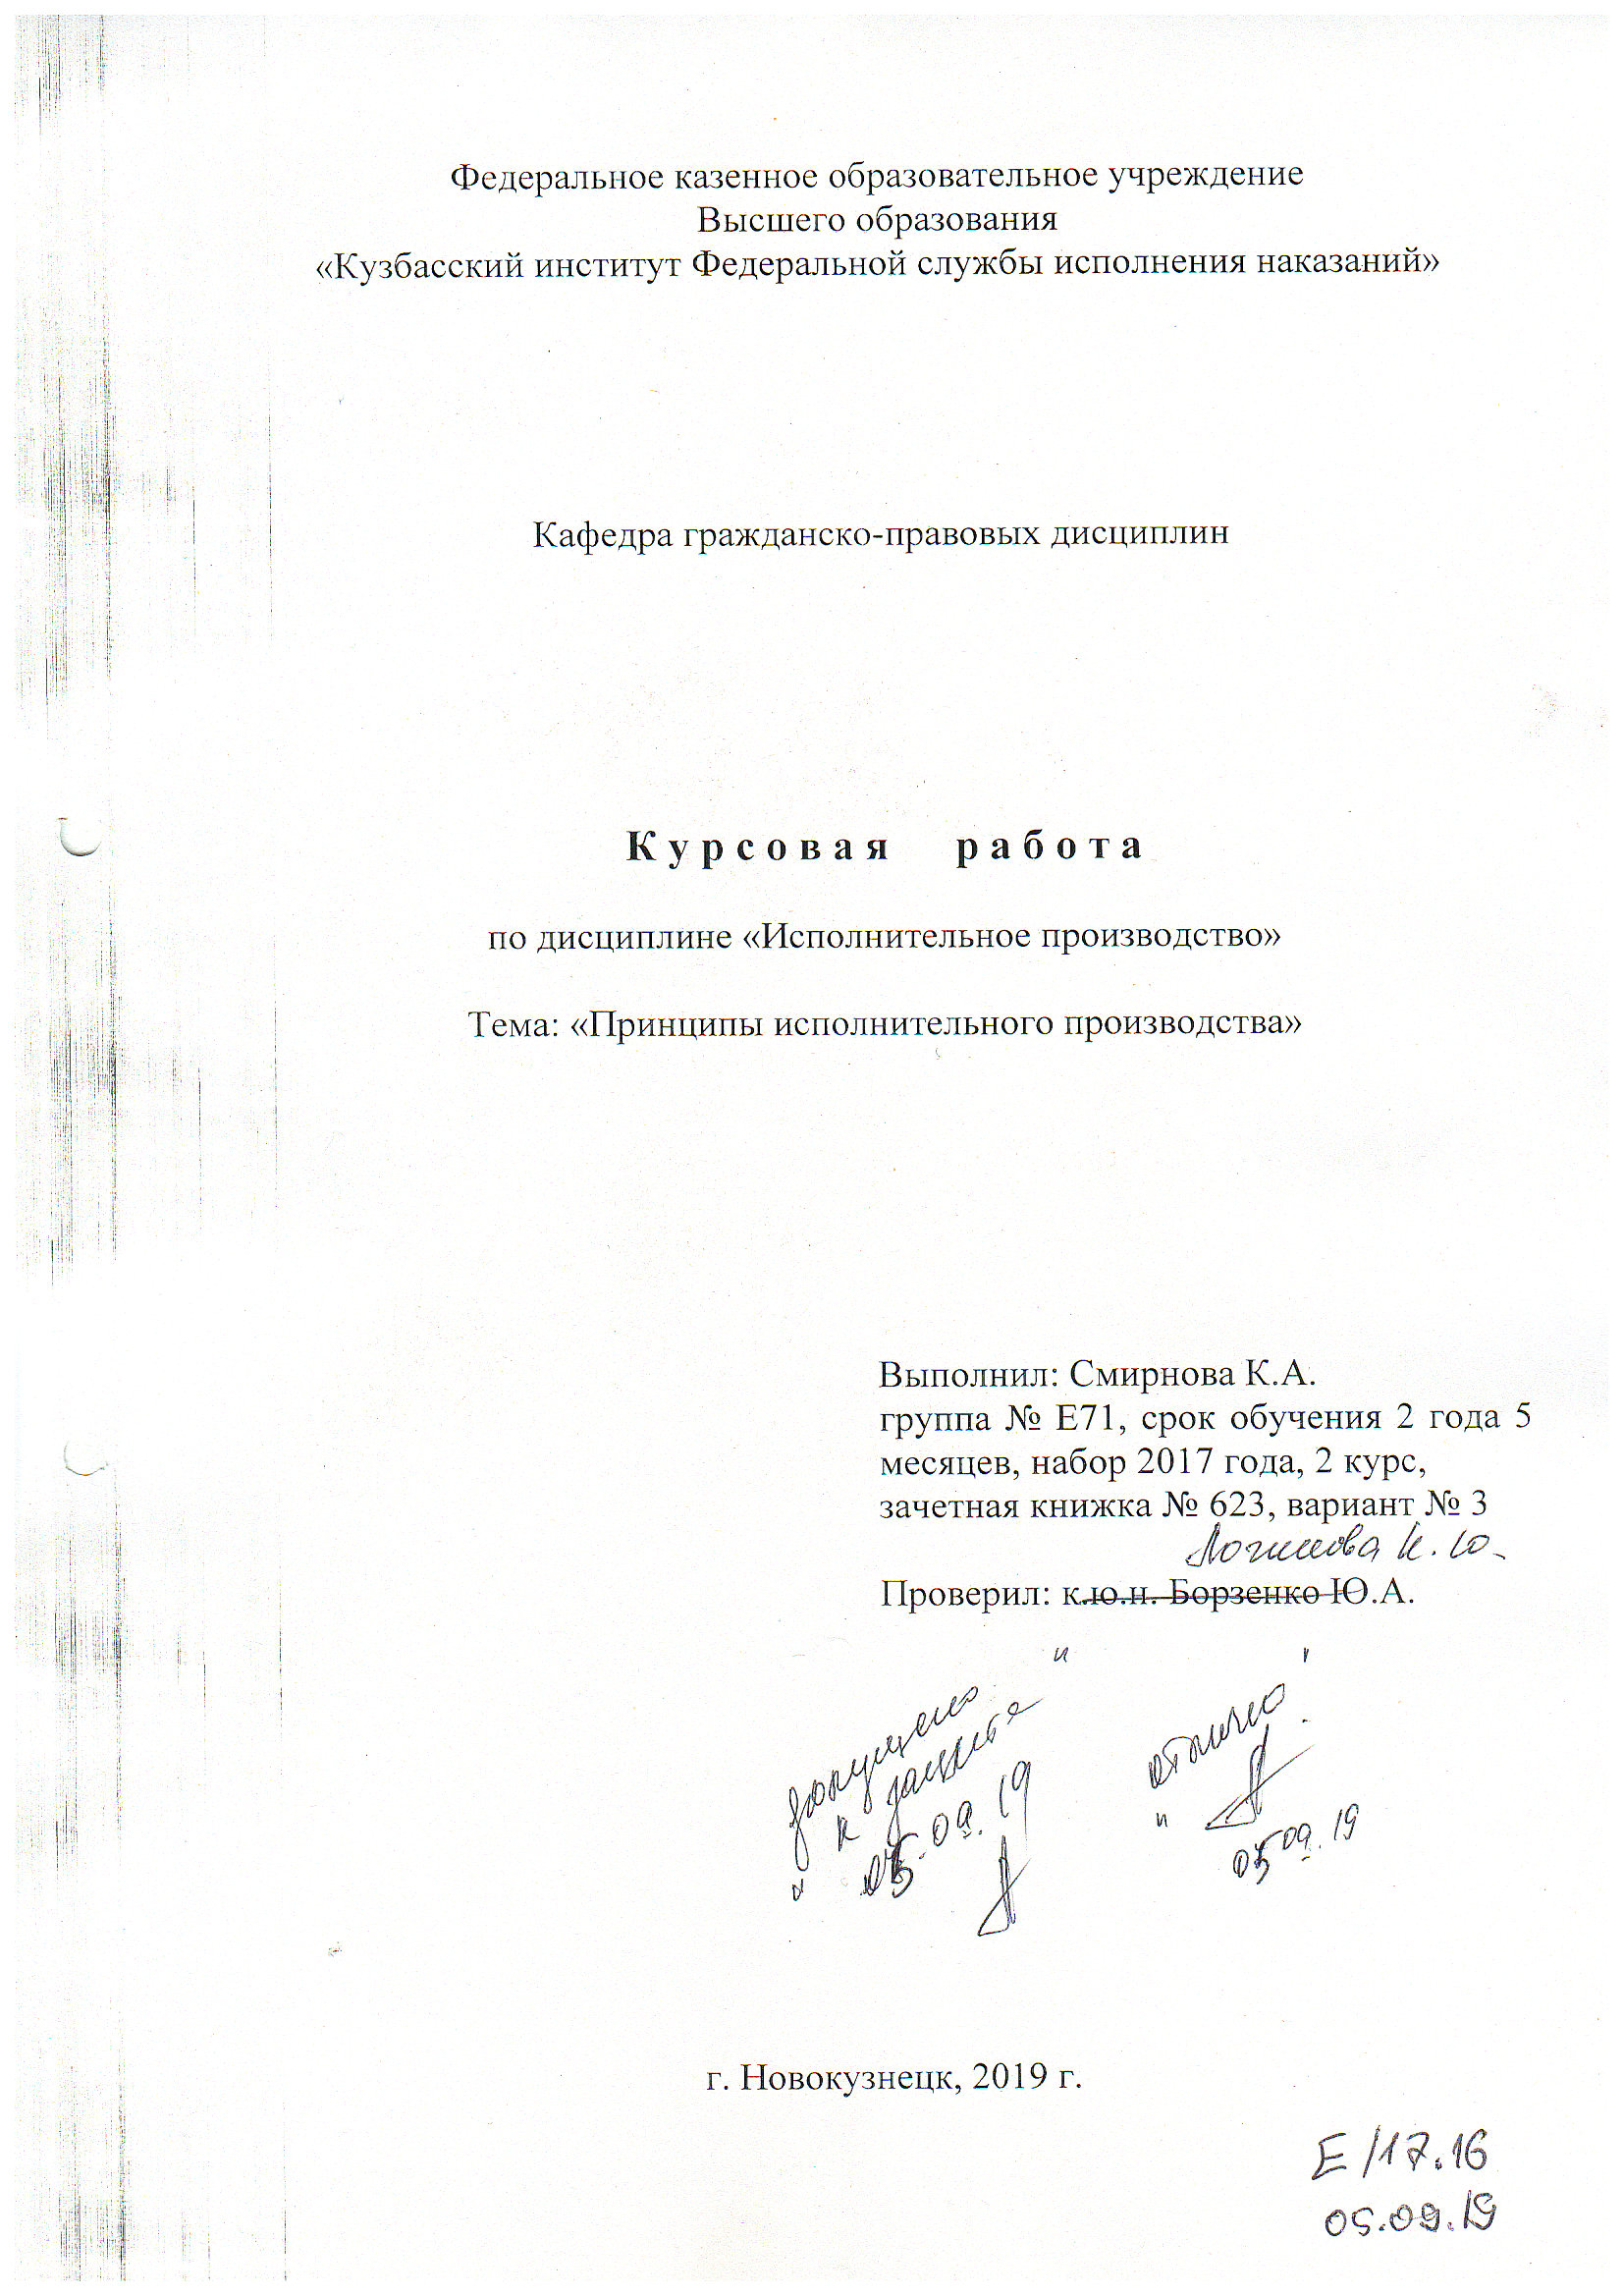 Федеральное казенное образовательное учреждение
Высшего образования
«Кузбасский институт Федеральной службы исполнения наказаний»
Кафедра гражданско-правовых дисциплин
Курсовая работа
по дисциплине «Исполнительное производство»
Тема: «Принципы исполнительного производства»
Выполнил: Смирнова К.А.
группа № Е71, срок обучения 2 года 5
месяцев, набор 2017 года, 2 курс,
зачетная книжка № 623, вариант № 3
Логинова К. Ю.
Проверил: к.ю.н. Борзенко Ю.А.
"допущено
к защите"
05.09.19
"отлично"
05.09.19
г. Новокузнецк, 2019 г.
Е/17.16
05.09.19